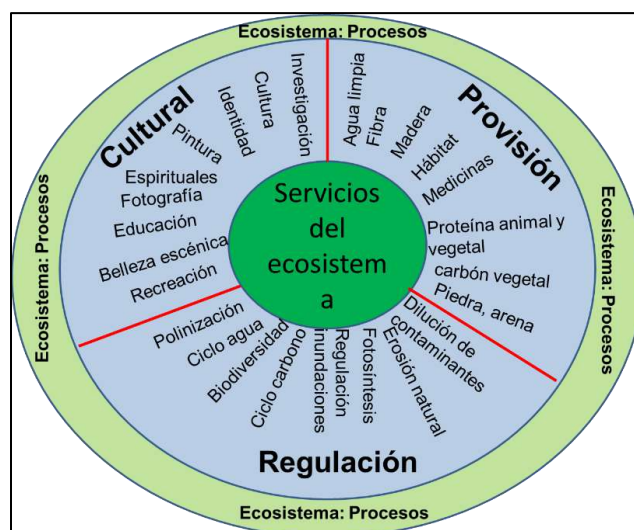 Ecosistema: Procesos
Cultural
Investigación
Cultura
Identidad
Pintura
Espirituales
Fotografía
Educación
Belleza escénica
Recreación
Provisión
Agua limpia
Fibra
Madera
Hábitat
Medicinas
Proteína animal y
vegetal
carbón vegetal
Piedra, arena
Servicios
del
ecosistem
a
Ecosistema: Procesos
Ecosistema: Procesos
Polinización
Ciclo agua
Biodiversidad
Ciclo carbono
Regulación
inundaciones
Fotosíntesis
Erosión natural
Dilución de
contaminantes
Regulación
Ecosistema: Procesos